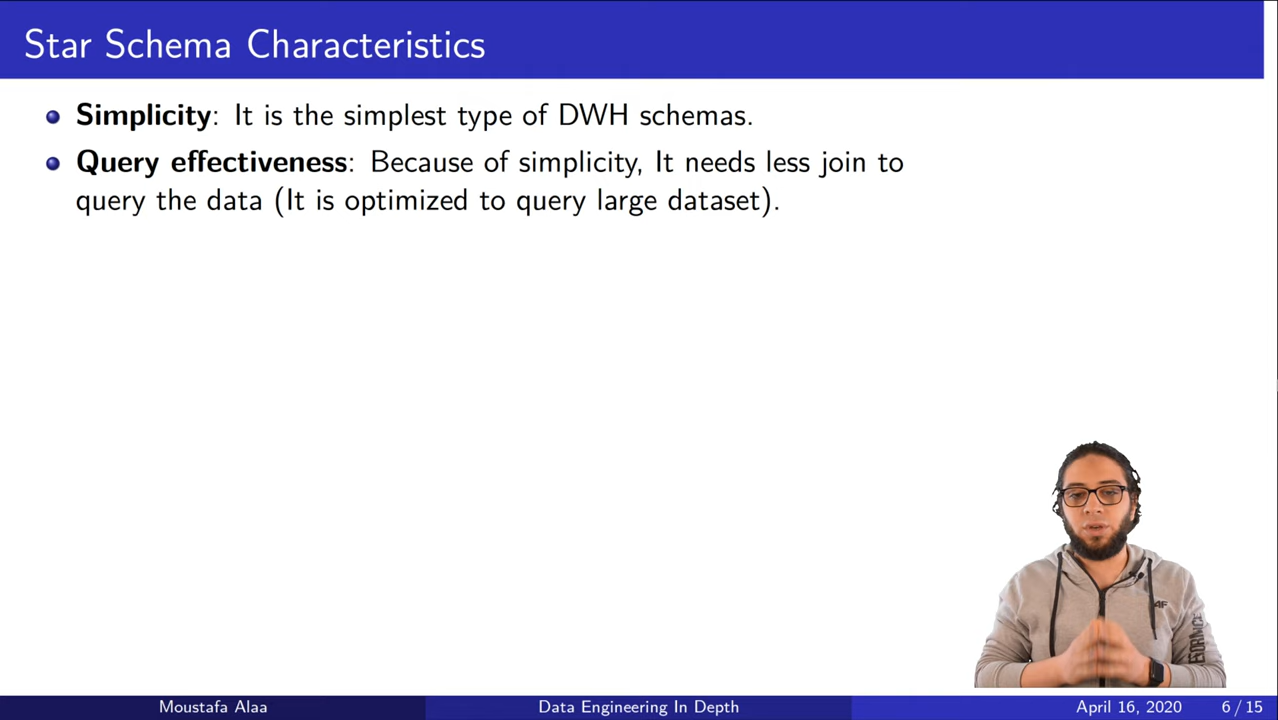 Star Schema Characteristics
Simplicity: It is the simplest type of DWH schemas.
Query effectiveness: Because of simplicity, It needs less join to
query the data (It is optimized to query large dataset).
4F
Moustafa Alaa
Data Engineering In Depth
April 16, 2020
6 / 15